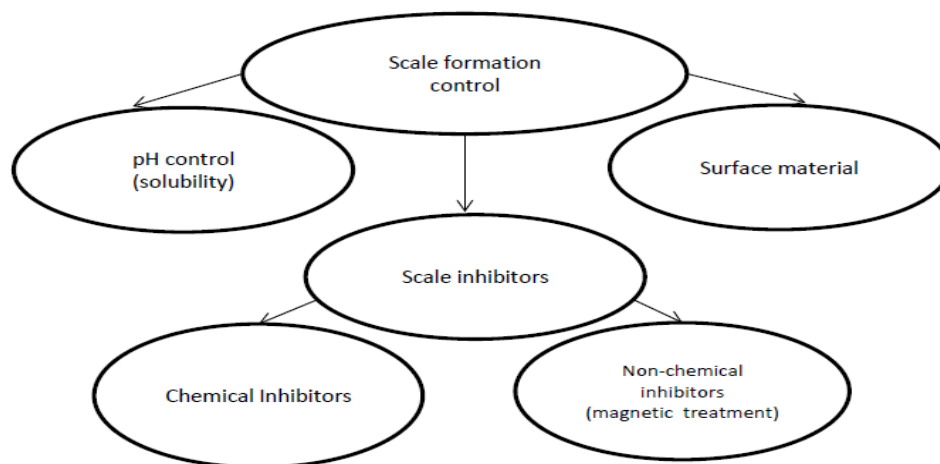 Scale formation
control
pH control
(solubility)
Surface material
Scale inhibitors
Chemical Inhibitors
Non-chemical
inhibitors
(magnetic treatment)